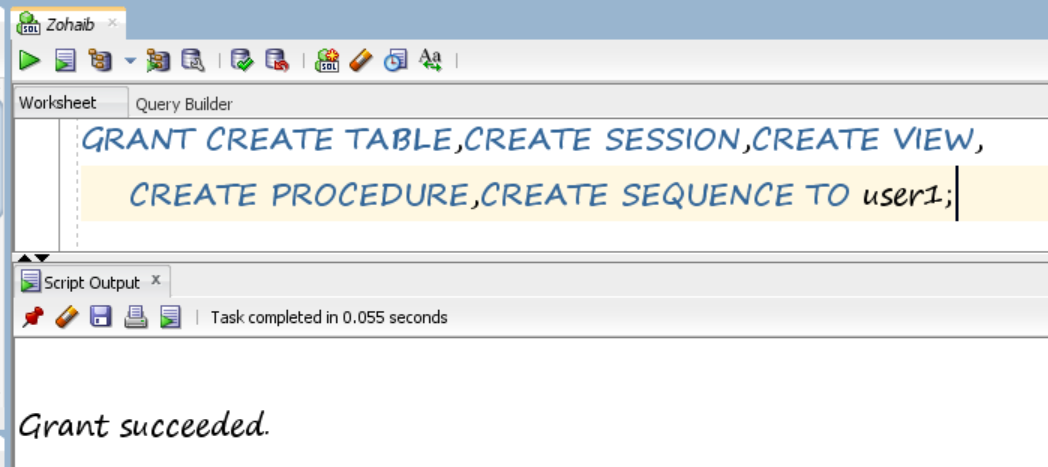 Zohaib
Worksheet Query Builder
GRANT CREATE TABLE,CREATE SESSION,CREATE VIEW,
CREATE PROCEDURE,CREATE SEQUENCE TO user1;
Script Output x
Task completed in 0.055 seconds
Grant succeeded.